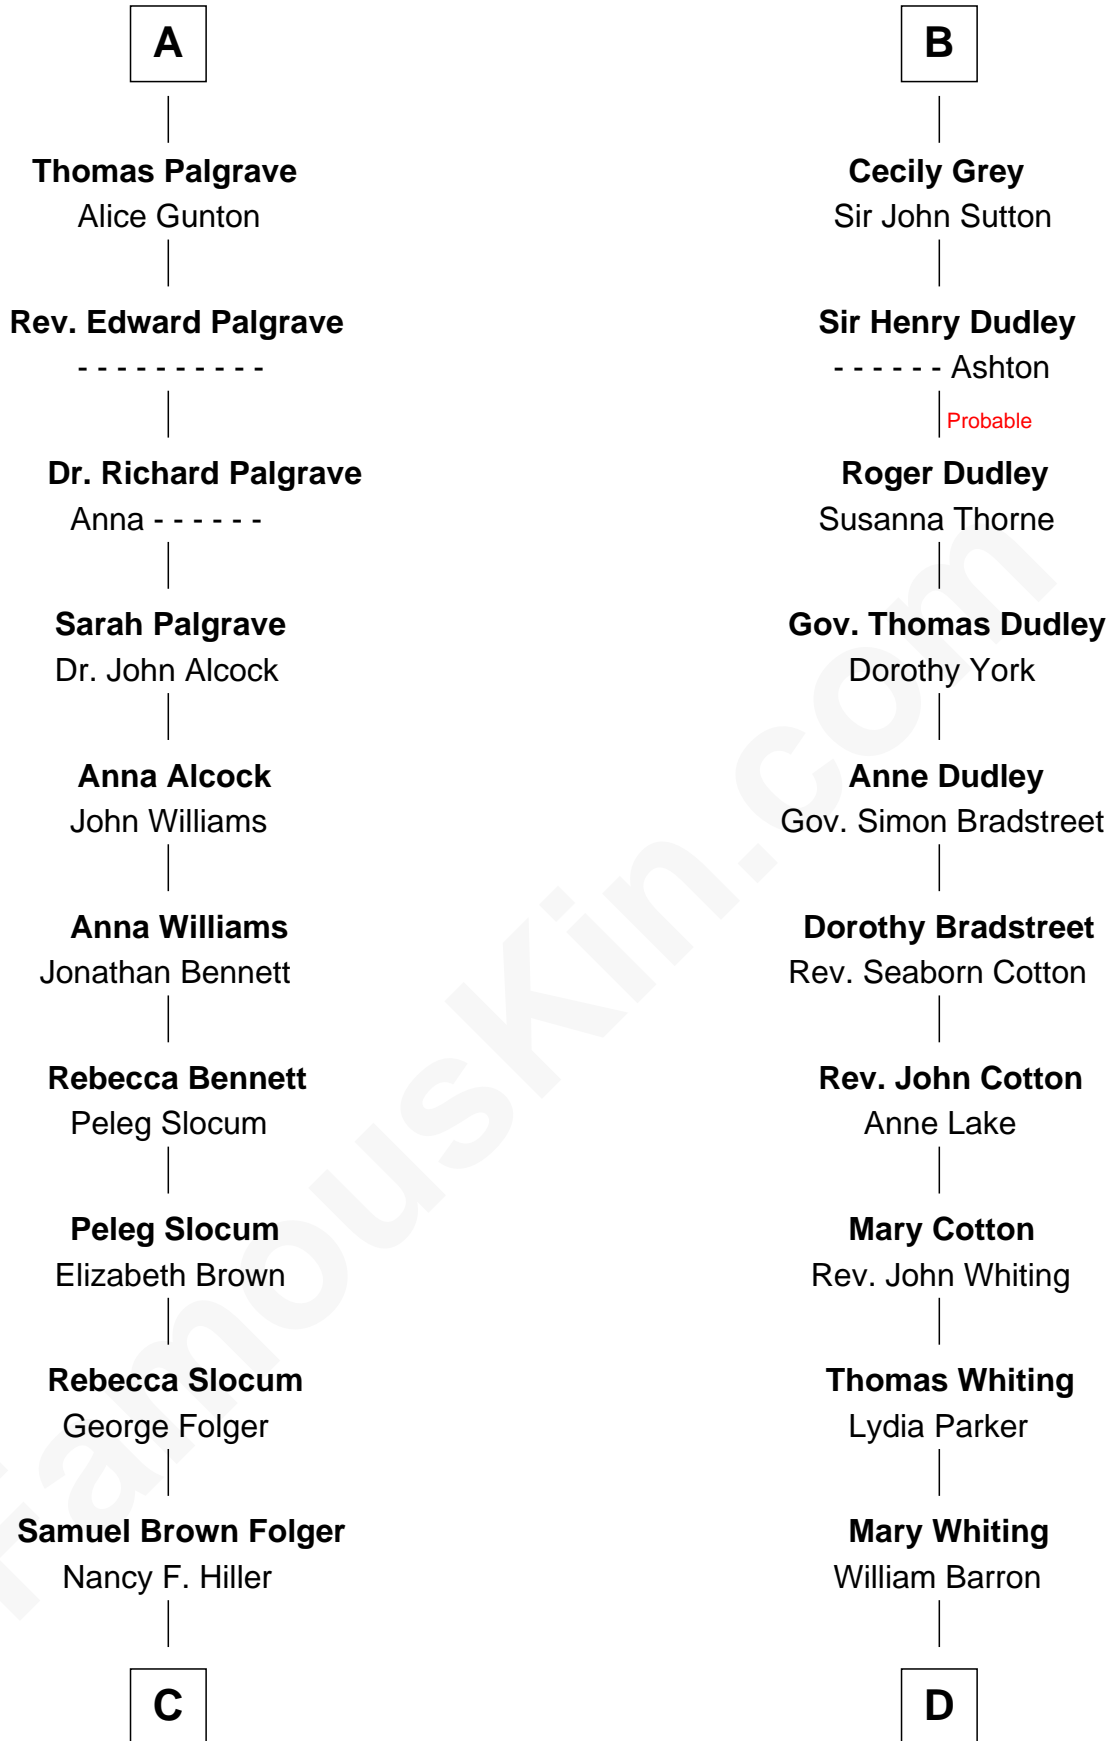 A
Thomas Palgrave
Alice Gunton
Rev. Edward Palgrave
- - - - - - - - - -
Dr. Richard Palgrave
Anna - - - - - -
Sarah Palgrave
Dr. John Alcock
Anna Alcock
John Williams
Anna Williams
Jonathan Bennett
Rebecca Bennett
Peleg Slocum
Peleg Slocum
Elizabeth Brown
Rebecca Slocum
George Folger
Samuel Brown Folger
Nancy F. Hiller
C
B
Cecily Grey
Sir John Sutton
Sir Henry Dudley
- - - - - - Ashton
Probable
Roger Dudley
Susanna Thorne
Gov. Thomas Dudley
Dorothy York
Anne Dudley
Gov. Simon Bradstreet
Dorothy Bradstreet
Rev. Seaborn Cotton
Rev. John Cotton
Anne Lake
Mary Cotton
Rev. John Whiting
Thomas Whiting
Lydia Parker
Mary Whiting
William Barron
D
FamousKin.com